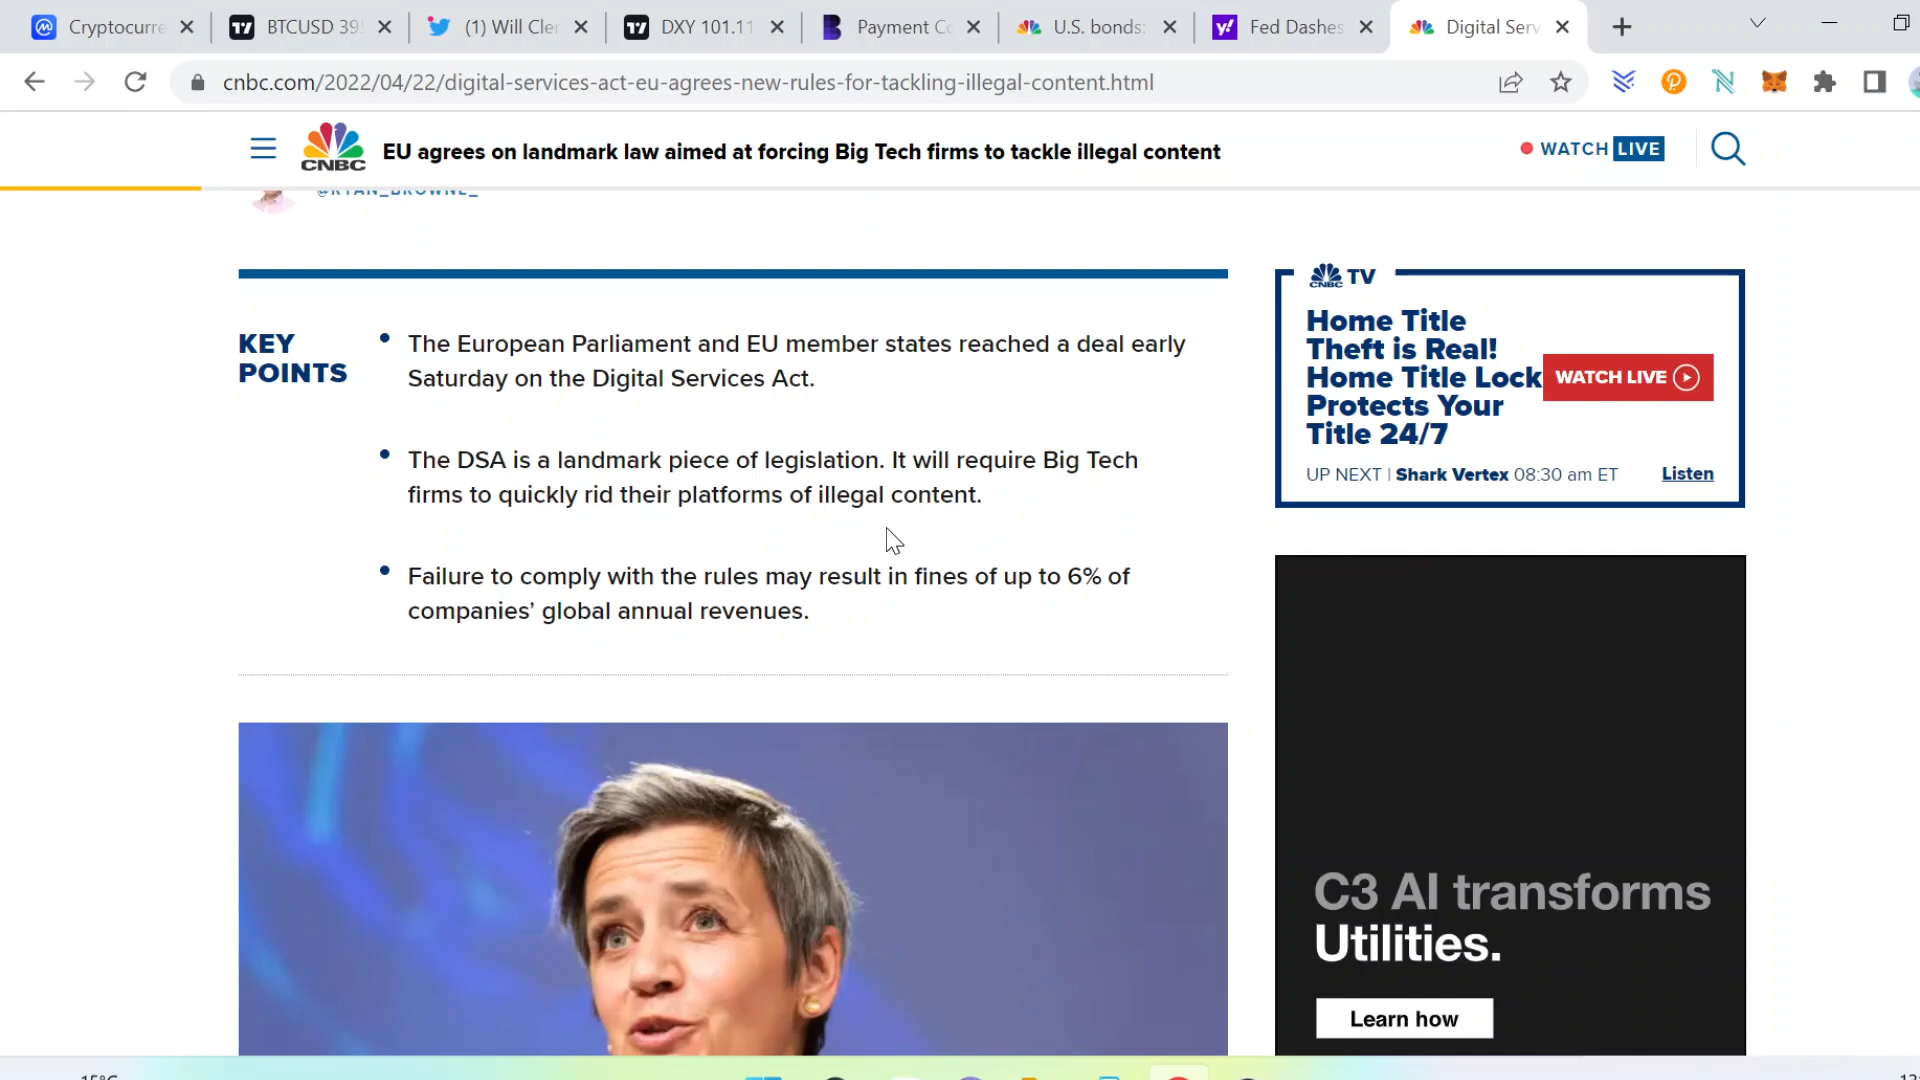 Cryptocurre
BTCUSD 39
(1) Will Cler
DXY 101.11
Payment Co
U.S. bonds:
Fed Dashes
Digital Serv
cnbc.com/2022/04/22/digital-services-act-eu-agrees-new-rules-for-tackling-illegal-content.html
CNBC
EU agrees on landmark law aimed at forcing Big Tech firms to tackle illegal content
WATCH LIVE
@RYAN_BROWNE_
KEY
POINTS
The European Parliament and EU member states reached a deal early
Saturday on the Digital Services Act.
The DSA is a landmark piece of legislation. It will require Big Tech
firms to quickly rid their platforms of illegal content.
Failure to comply with the rules may result in fines of up to 6% of
companies’ global annual revenues.
CNBC TV
Home Title
Theft is Real!
Home Title Lock
Protects Your
Title 24/7
WATCH LIVE
UP NEXT | Shark Vertex 08:30 am ET
Listen
C3 AI transforms
Utilities.
Learn how
15°C